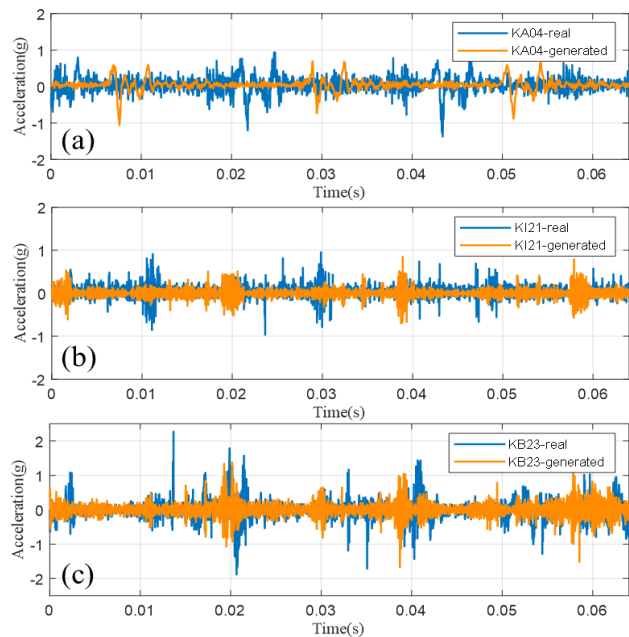 2
KA04-real
KA04-generated
1
0
-1
-2
Acceleration(g)
(a)
0 0.01 0.02 0.03 0.04 0.05 0.06
Time(s)
2
KI21-real
KI21-generated
1
0
-1
-2
Acceleration(g)
(b)
0 0.01 0.02 0.03 0.04 0.05 0.06
Time(s)
KB23-real
KB23-generated
2
1
0
-1
-2
Acceleration(g)
(c)
0 0.01 0.02 0.03 0.04 0.05 0.06
Time(s)